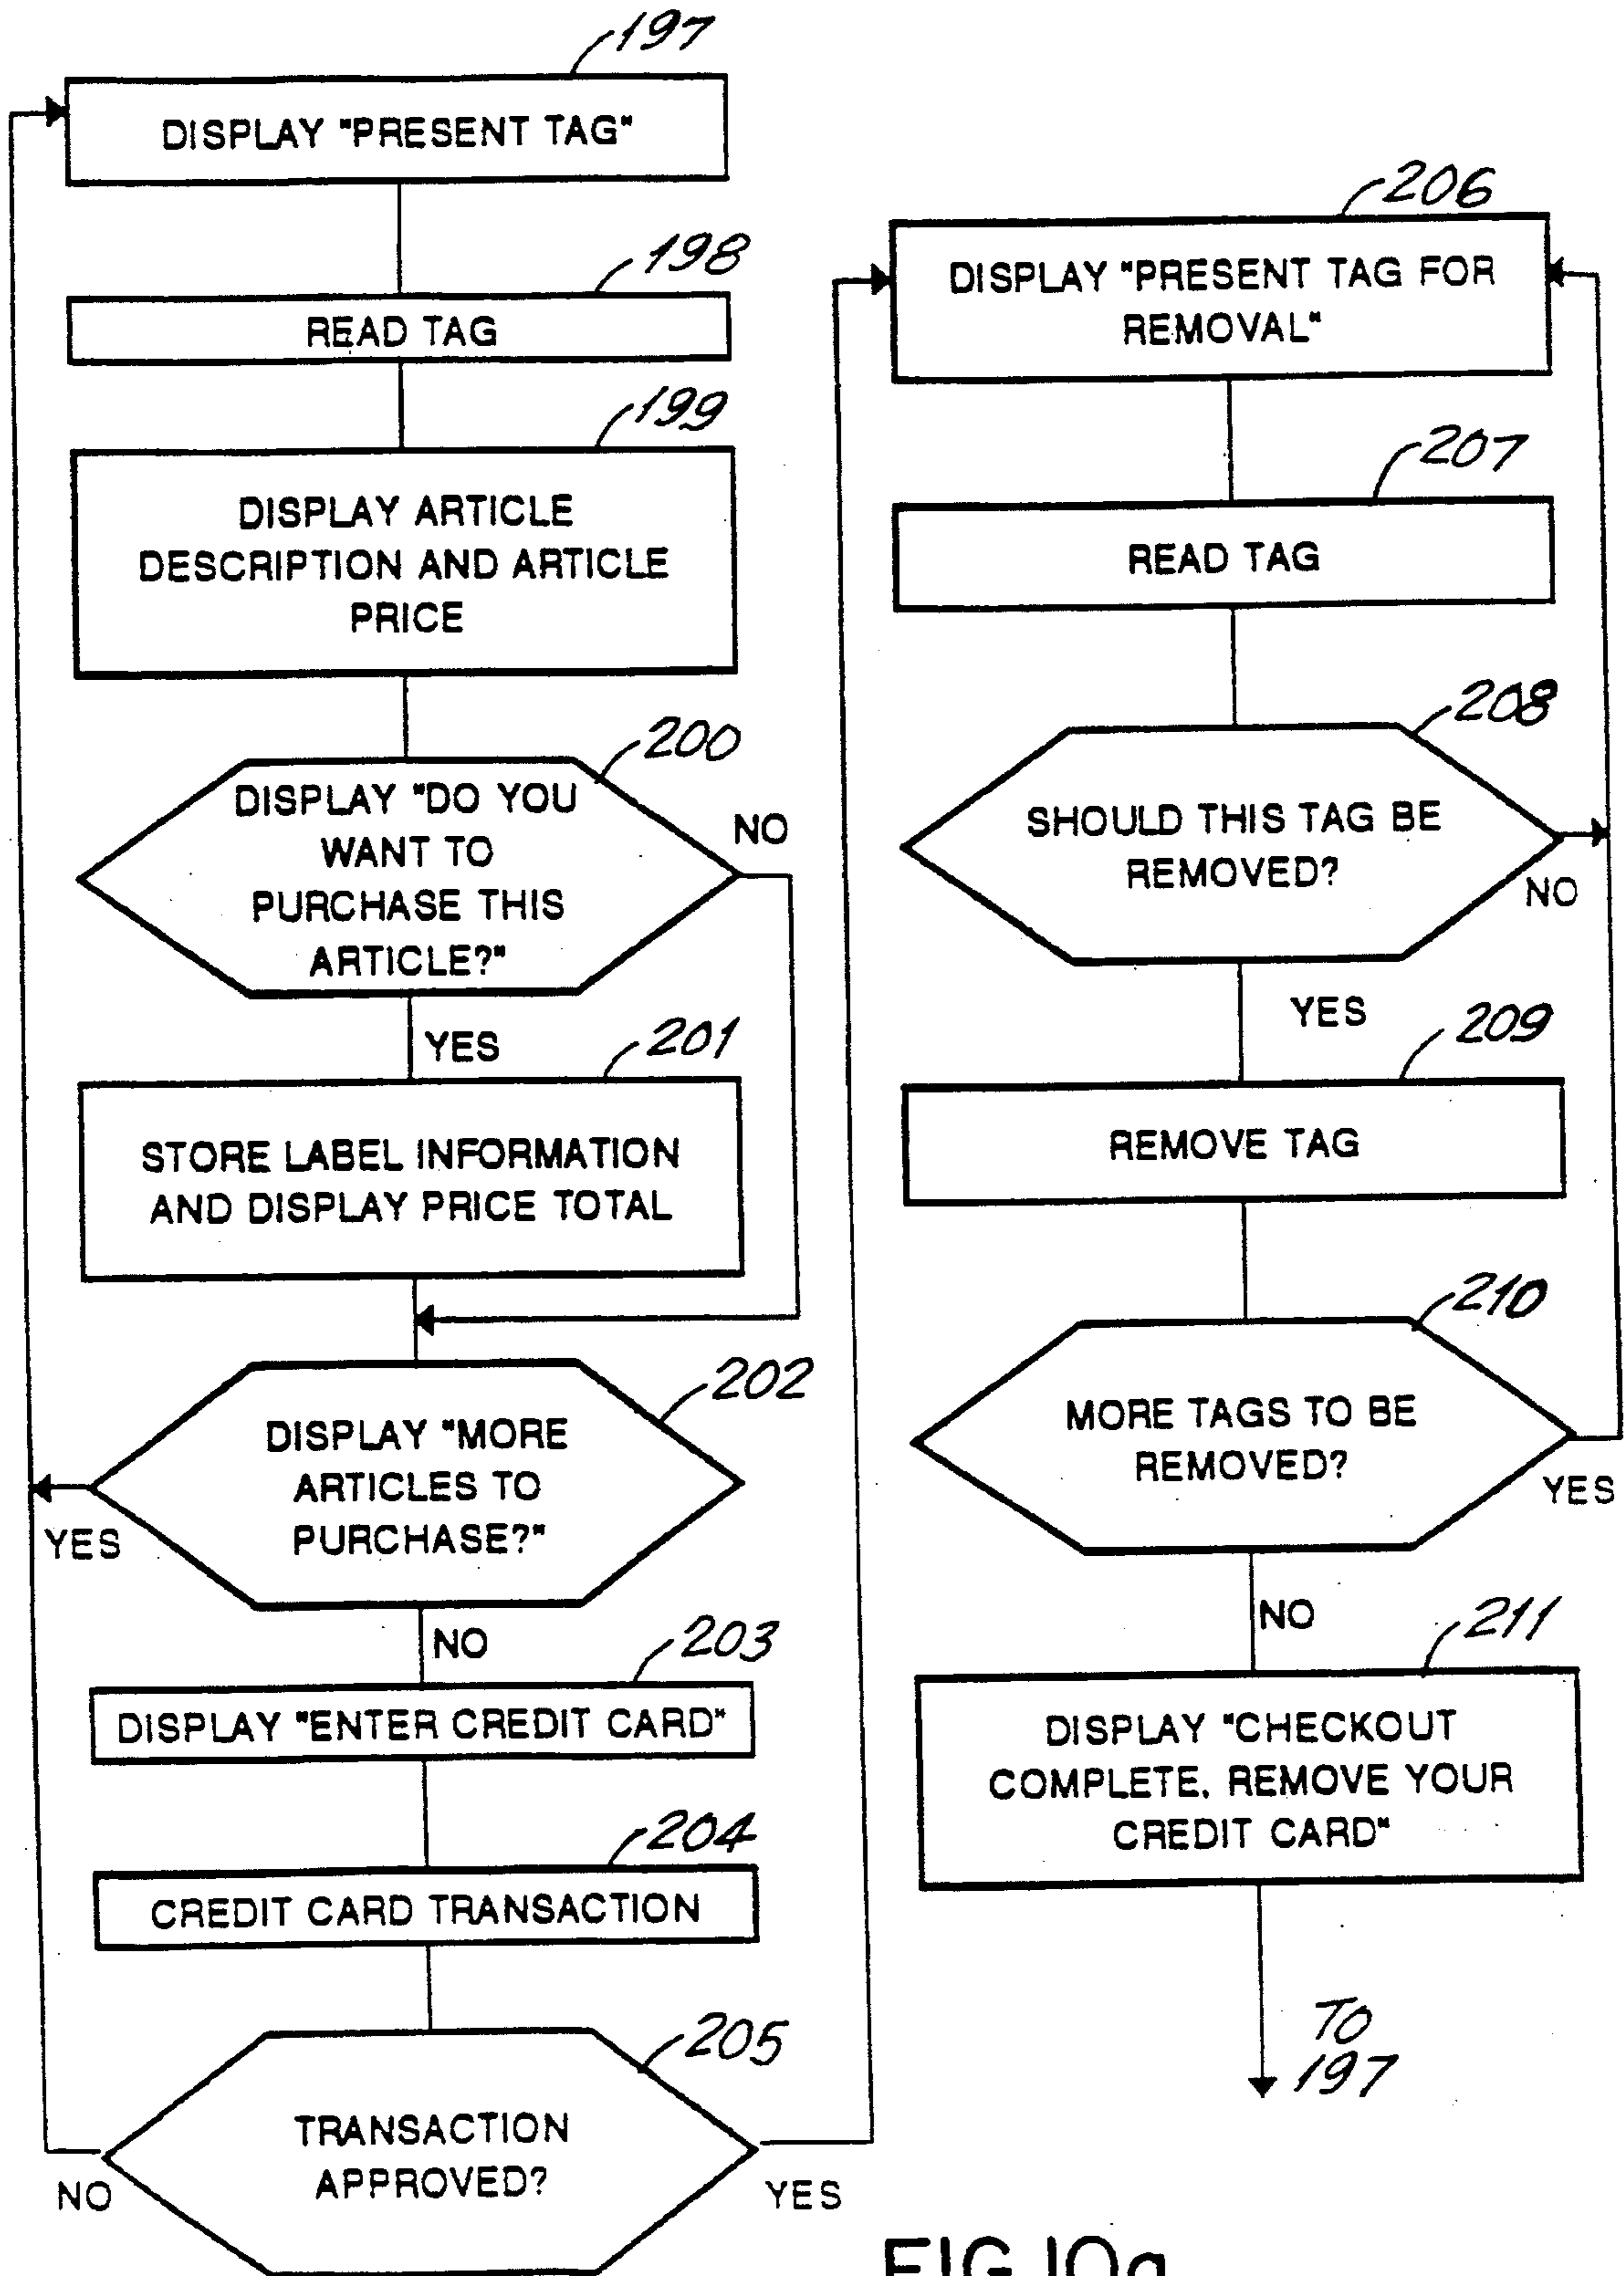 197
DISPLAY "PRESENT TAG"
198
READ TAG
199
DISPLAY ARTICLE
DESCRIPTION AND ARTICLE
PRICE
200
DISPLAY "DO YOU
WANT TO
PURCHASE THIS
ARTICLE?"
NO
YES
201
STORE LABEL INFORMATION
AND DISPLAY PRICE TOTAL
202
DISPLAY "MORE
ARTICLES TO
PURCHASE?"
YES
NO
203
DISPLAY "ENTER CREDIT CARD"
204
CREDIT CARD TRANSACTION
205
TRANSACTION
APPROVED?
NO
YES
206
DISPLAY "PRESENT TAG FOR
REMOVAL"
207
READ TAG
208
SHOULD THIS TAG BE
REMOVED?
NO
YES
209
REMOVE TAG
210
MORE TAGS TO BE
REMOVED?
YES
NO
211
DISPLAY "CHECKOUT
COMPLETE, REMOVE YOUR
CREDIT CARD"
TO
197
FIG.10a